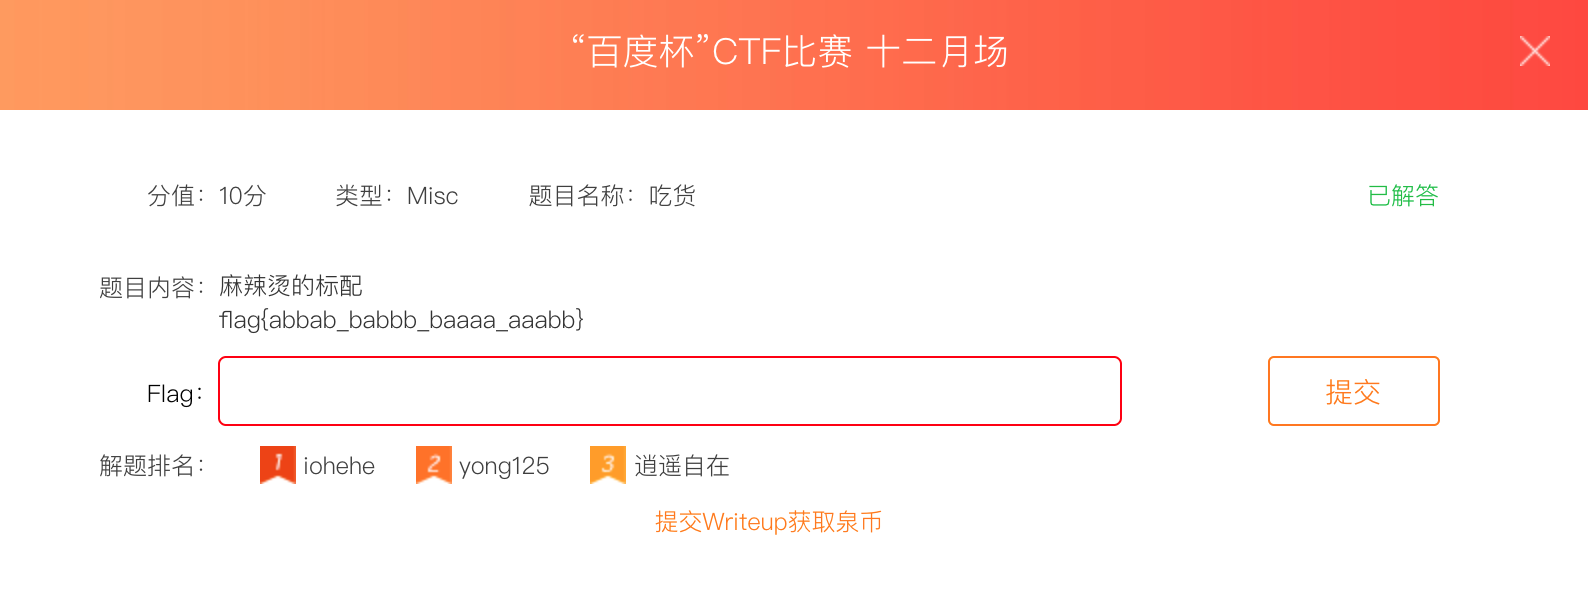 “百度杯”CTF比赛 十二月场
分值：10分 类型：Misc 题目名称：吃货 已解答
题目内容：麻辣烫的标配
flag{abbab_babbb_baaaa_aaabb}
Flag： 提交
解题排名： 1 iohehe 2 yong125 3 逍遥自在
提交Writeup获取泉币